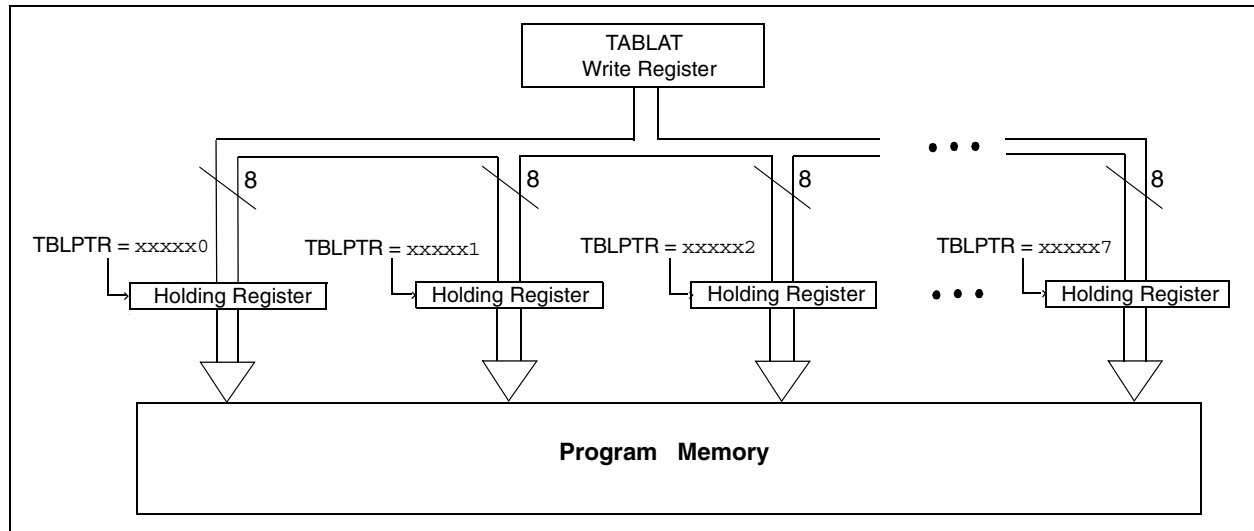 TABLAT
Write Register
8
8
8
8
TBLPTR = xxxxx0
TBLPTR = xxxxx1
TBLPTR = xxxxx2
TBLPTR = xxxxx7
Holding Register
Holding Register
Holding Register
Holding Register
Program Memory